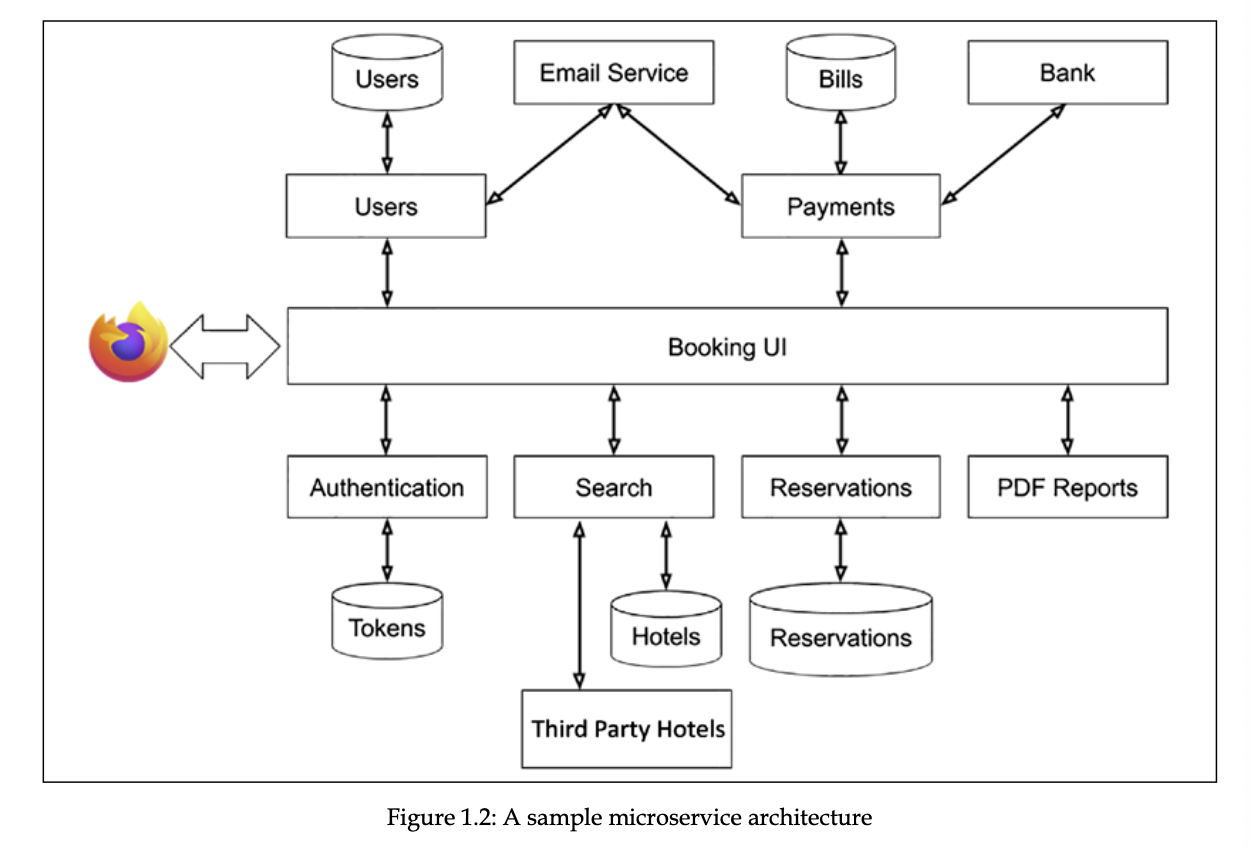 Users
Email Service
Bills
Bank
Users
Payments
Booking UI
Authentication
Search
Reservations
PDF Reports
Tokens
Hotels
Reservations
Third Party Hotels
Figure 1.2: A sample microservice architecture